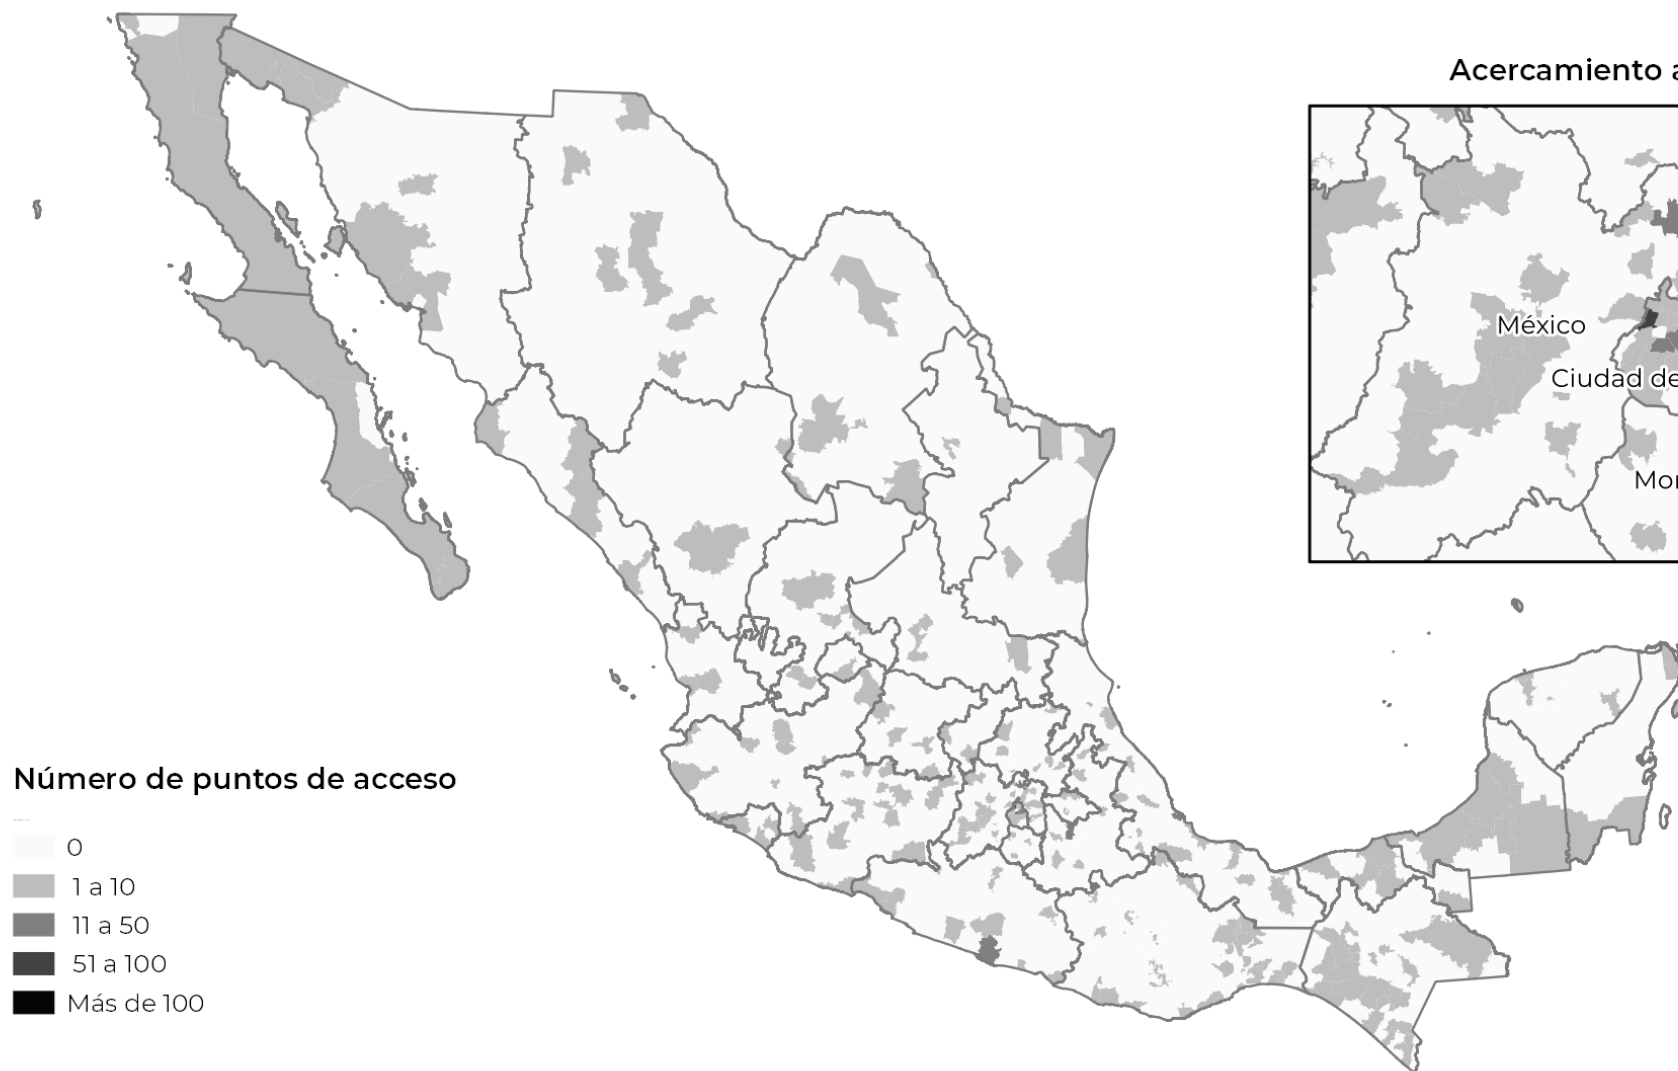 Acercamiento a
México
Ciudad de
Mor
Número de puntos de acceso
0
1 a 10
11 a 50
51 a 100
Más de 100